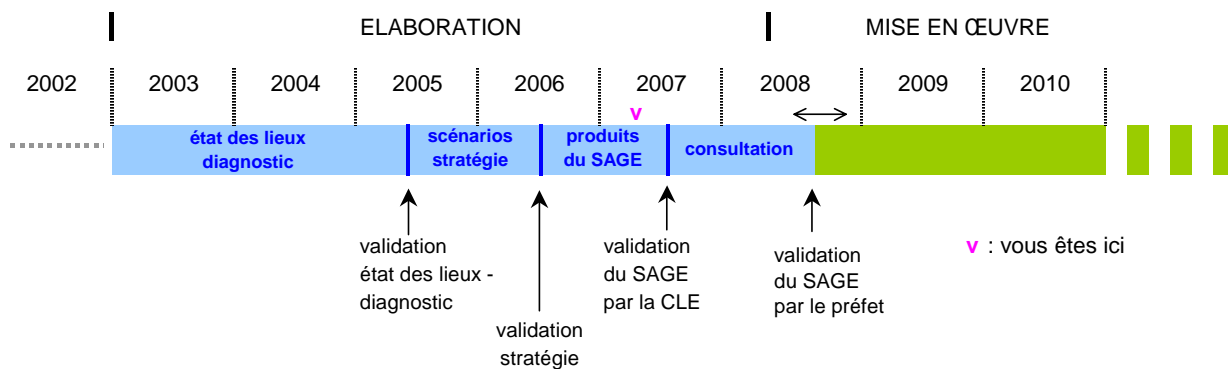 ELABORATION MISE EN ŒUVRE
2002 2003 2004 2005 2006 2007 2008 2009 2010
v
état des lieux
diagnostic
scénarios
stratégie
produits
du SAGE
consultation
validation
état des lieux -
diagnostic
validation
stratégie
validation
du SAGE
par la CLE
validation
du SAGE
par le préfet
v : vous êtes ici